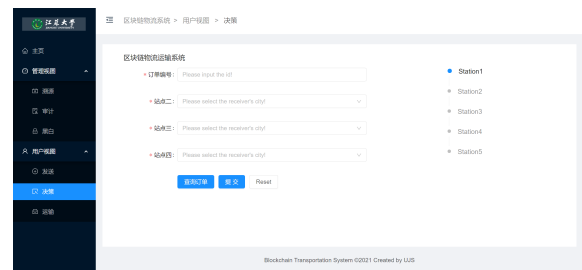 江苏大学
JIANGSU UNIVERSITY
区块链物流系统 > 用户视图 > 决策
主页
管理视图
溯源
审计
黑白
用户视图
发送
决策
运输
区块链物流运输系统
* 订单编号: Please input the id!
* 站点二: Please select the receiver's city!
* 站点三: Please select the receiver's city!
* 站点四: Please select the receiver's city!
查询订单 提 交 Reset
Station1
Station2
Station3
Station4
Station5
Blockchain Transportation System ©2021 Created by UJS